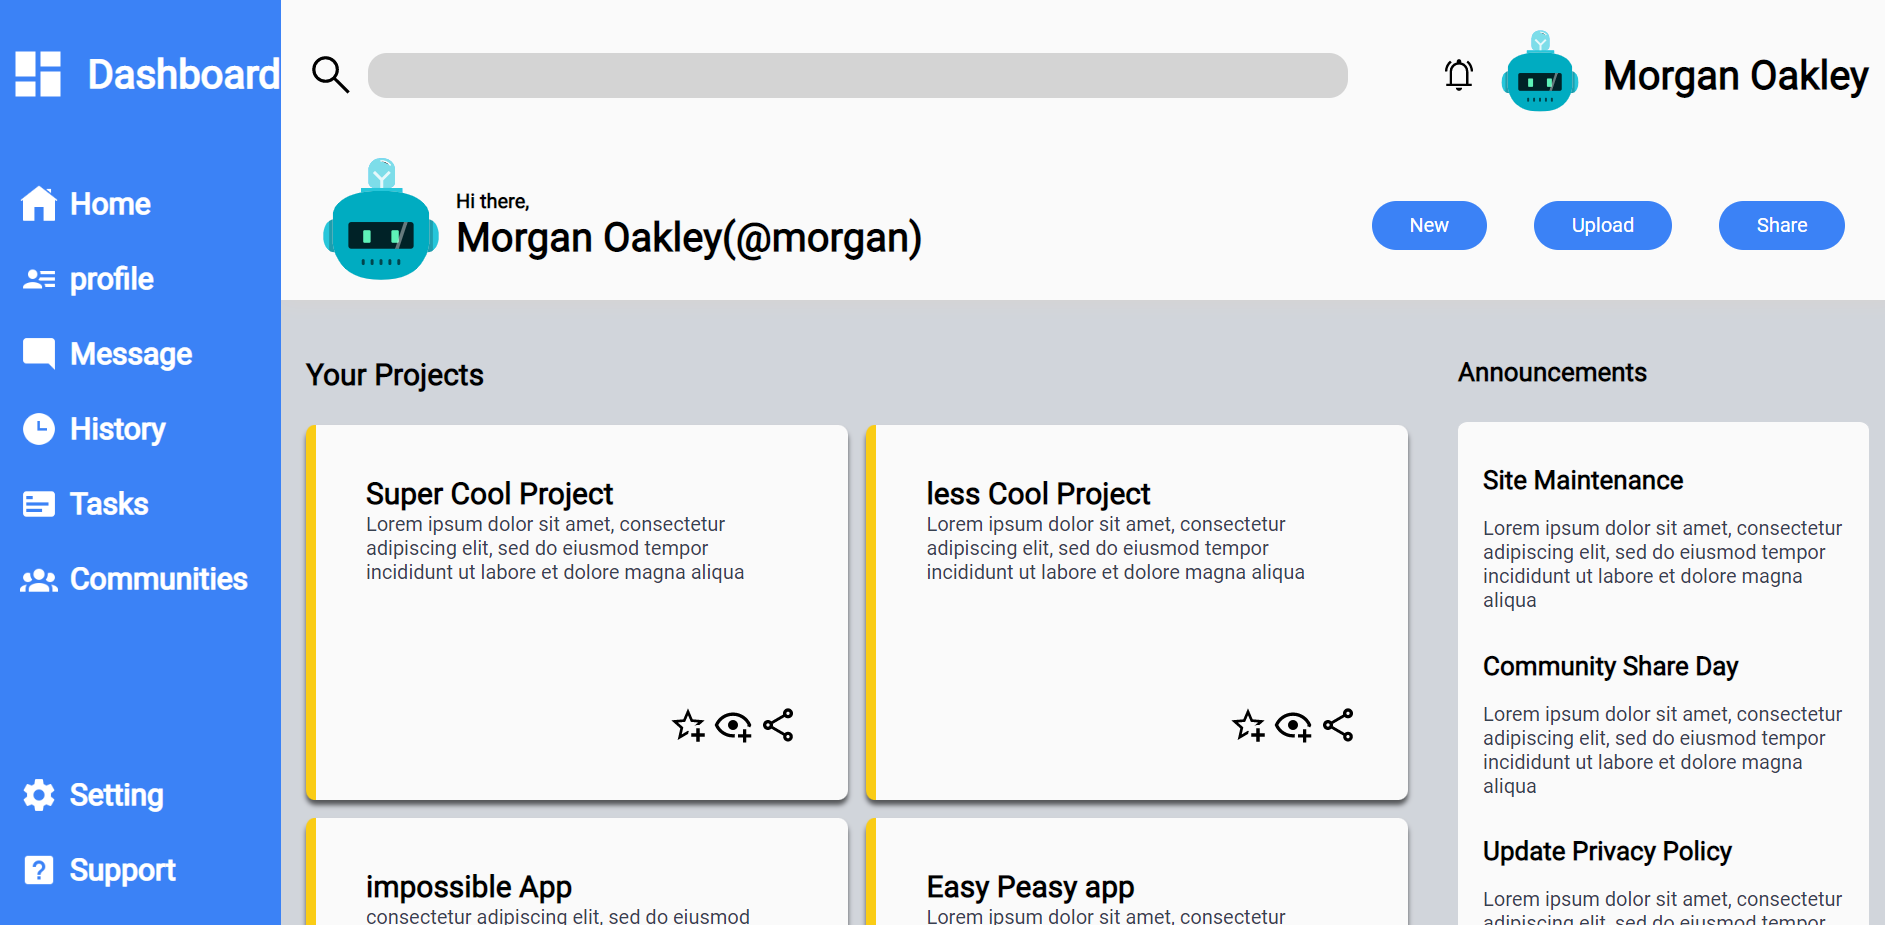 Dashboard
Home
profile
Message
History
Tasks
Communities
Setting
Support
Morgan Oakley
Hi there,
Morgan Oakley(@morgan)
New
Upload
Share
Your Projects
Super Cool Project
Lorem ipsum dolor sit amet, consectetur
adipiscing elit, sed do eiusmod tempor
incididunt ut labore et dolore magna aliqua
less Cool Project
Lorem ipsum dolor sit amet, consectetur
adipiscing elit, sed do eiusmod tempor
incididunt ut labore et dolore magna aliqua
impossible App
consectetur adipiscing elit, sed do eiusmod
Easy Peasy app
Lorem ipsum dolor sit amet, consectetur
Announcements
Site Maintenance
Lorem ipsum dolor sit amet, consectetur
adipiscing elit, sed do eiusmod tempor
incididunt ut labore et dolore magna
aliqua
Community Share Day
Lorem ipsum dolor sit amet, consectetur
adipiscing elit, sed do eiusmod tempor
incididunt ut labore et dolore magna
aliqua
Update Privacy Policy
Lorem ipsum dolor sit amet, consectetur
adipiscing elit, sed do eiusmod tempor